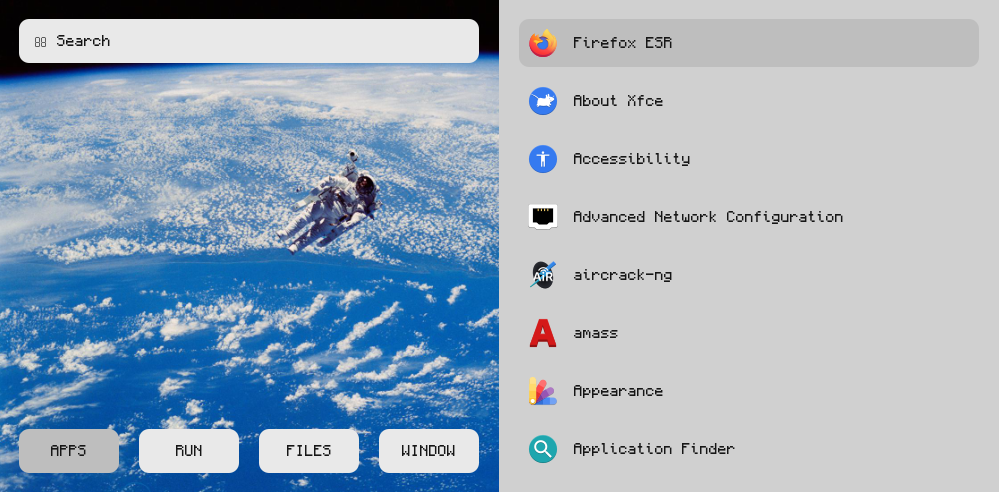 Search
APPS
RUN
FILES
WINDOW
Firefox ESR
About Xfce
Accessibility
Advanced Network Configuration
AiR
aircrack-ng
A
amass
Appearance
Application Finder